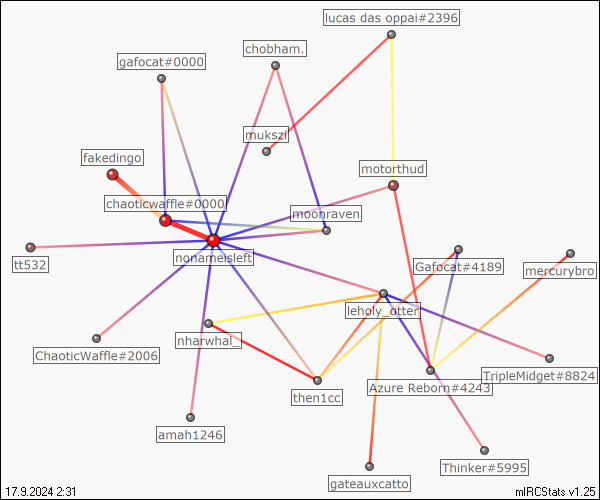 lucas das oppai#2396
chobham.
gafocat#0000
mukszi
fakedingo
motorthud
chaoticwaffle#0000
moonraven
nonameisleft
tt532
Gafocat#4189
mercurybro
leholy_otter
nharwhal_
ChaoticWaffle#2006
TripleMidget#8824
Azure Reborn#4243
then1cc
amah1246
Thinker#5995
gateauxcatto
17.9.2024 2:31
mIRCStats v1.25